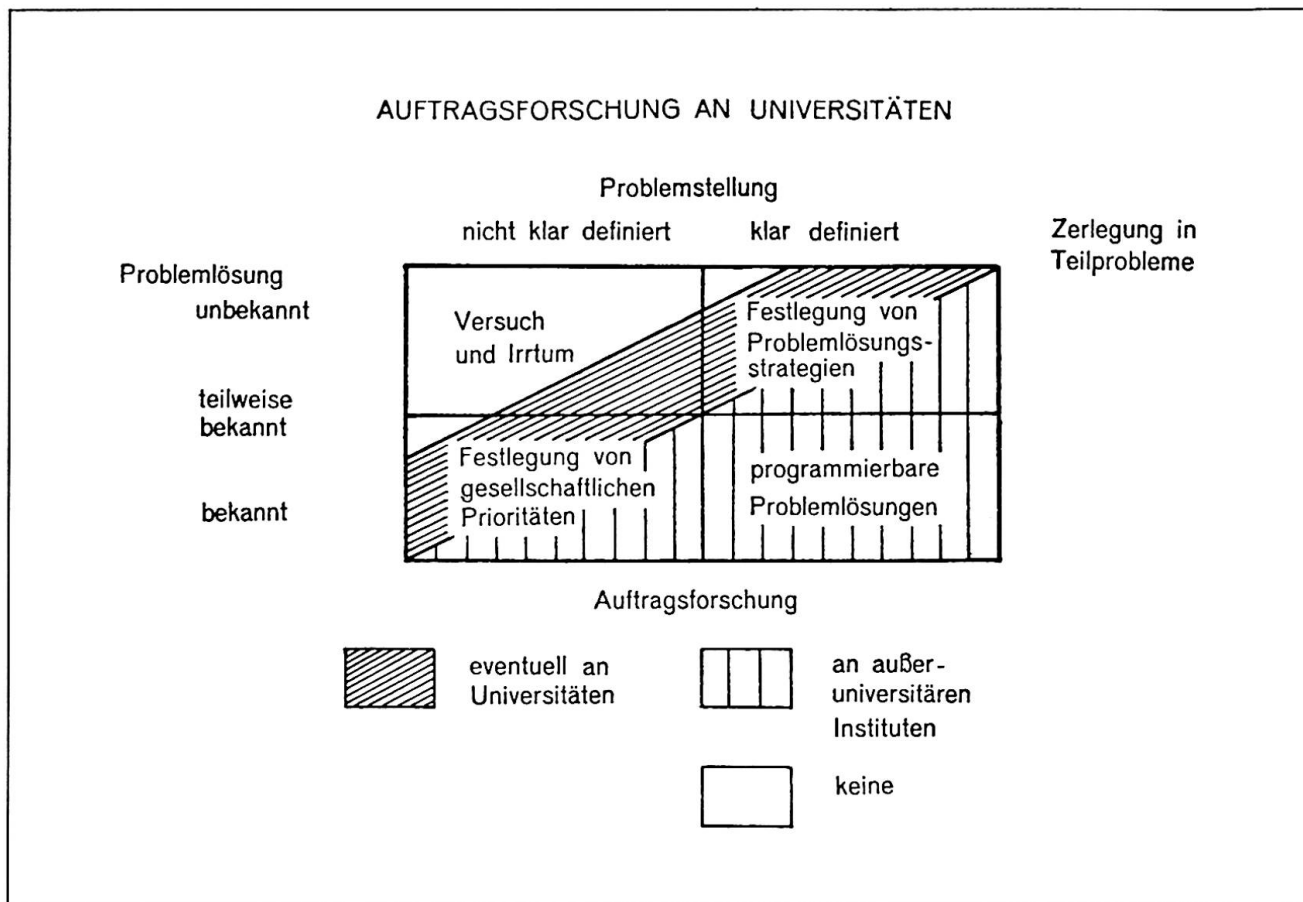 AUFTRAGSFORSCHUNG AN UNIVERSITÄTEN
Problemstellung
nicht klar definiert
klar definiert
Zerlegung in
Teilprobleme
Problemlösung
unbekannt
teilweise
bekannt
bekannt
Versuch
und Irrtum
Festlegung von
Problemlösungs-
strategien
Festlegung von
gesellschaftlichen
Prioritäten
programmierbare
Problemlösungen
Auftragsforschung
eventuell an
Universitäten
an außer-
universitären
Instituten
keine